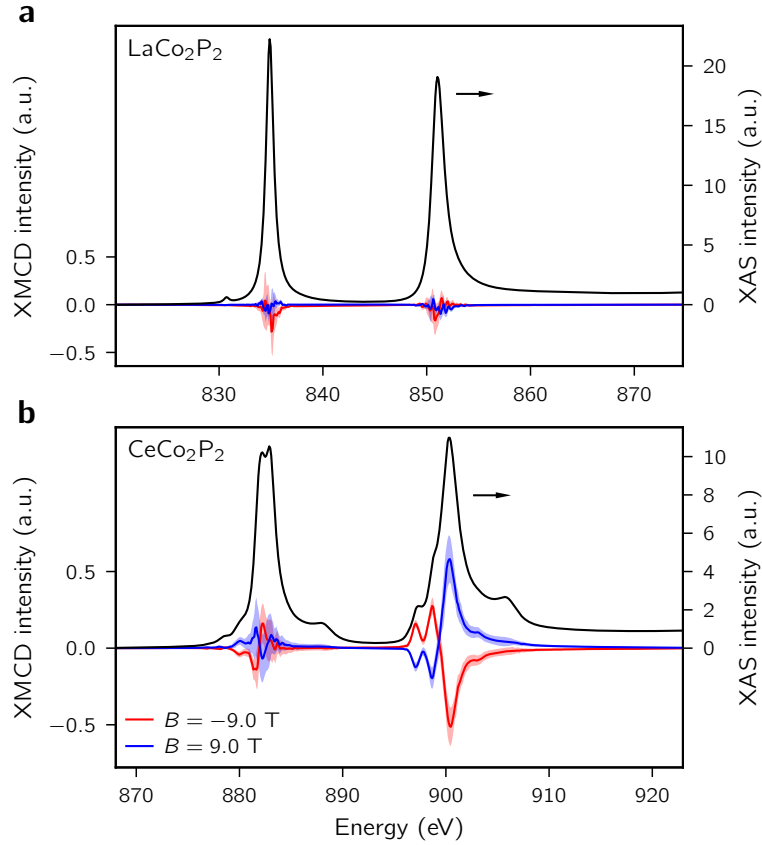 a
LaCo₂P₂
XMCD intensity (a.u.)
0.5
0.0
−0.5
XAS intensity (a.u.)
20
15
10
5
0
830 840 850 860 870
b
CeCo₂P₂
XMCD intensity (a.u.)
0.5
0.0
−0.5
XAS intensity (a.u.)
10
8
6
4
2
0
B = −9.0 T
B = 9.0 T
870 880 890 900 910 920
Energy (eV)